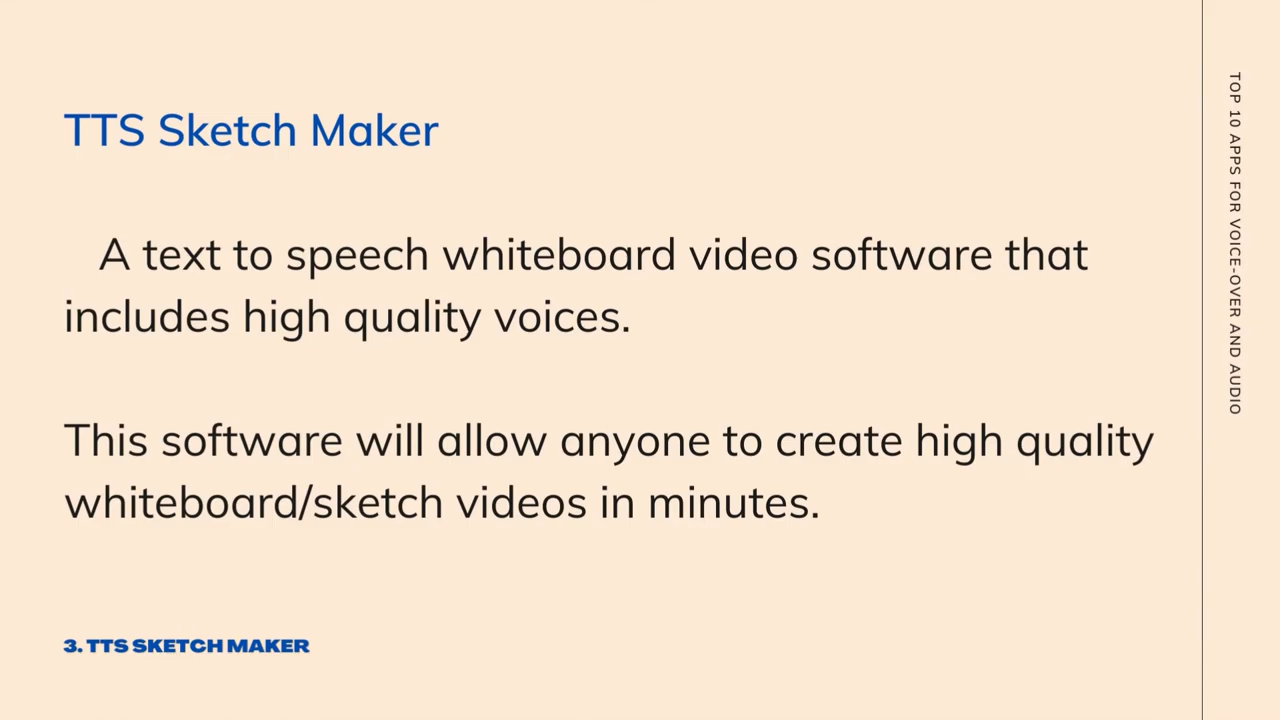 TTS Sketch Maker
A text to speech whiteboard video software that
includes high quality voices.
This software will allow anyone to create high quality
whiteboard/sketch videos in minutes.
3. TTS SKETCH MAKER
TOP 10 APPS FOR VOICE-OVER AND AUDIO